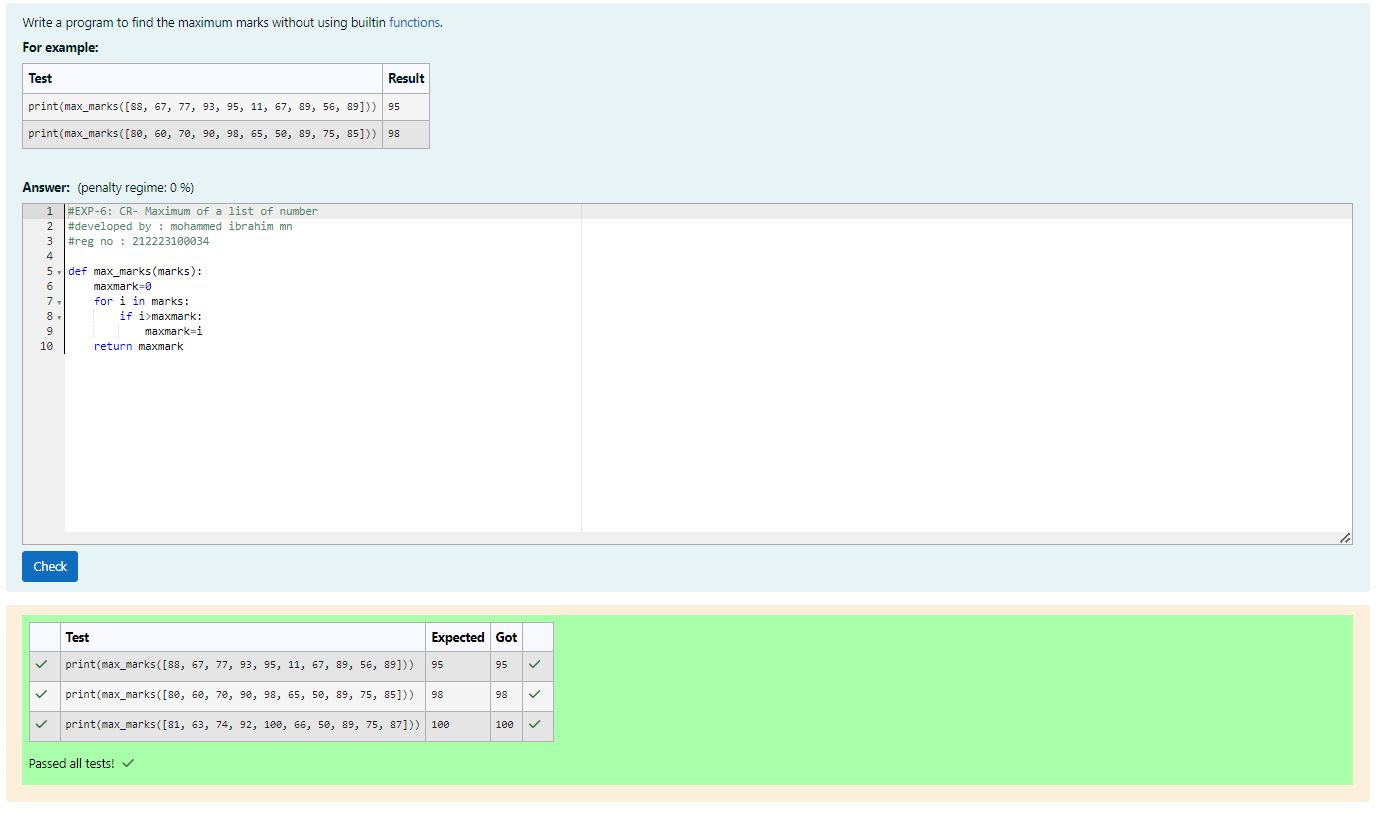 Write a program to find the maximum marks without using builtin functions.
For example:
Test Result
print(max_marks([88, 67, 77, 93, 95, 11, 67, 89, 56, 89])) 95
print(max_marks([80, 60, 70, 90, 98, 65, 50, 89, 75, 85])) 98
Answer: (penalty regime: 0 %)
1 #EXP-6: CR- Maximum of a list of number
2 #developed by : mohammed ibrahim mn
3 #reg no : 212223100034
4
5 def max_marks(marks):
6 maxmark=0
7 for i in marks:
8 if i>maxmark:
9 maxmark=i
10 return maxmark
Check
Test Expected Got
print(max_marks([88, 67, 77, 93, 95, 11, 67, 89, 56, 89])) 95 95
print(max_marks([80, 60, 70, 90, 98, 65, 50, 89, 75, 85])) 98 98
print(max_marks([81, 63, 74, 92, 100, 66, 50, 89, 75, 87])) 100 100
Passed all tests!